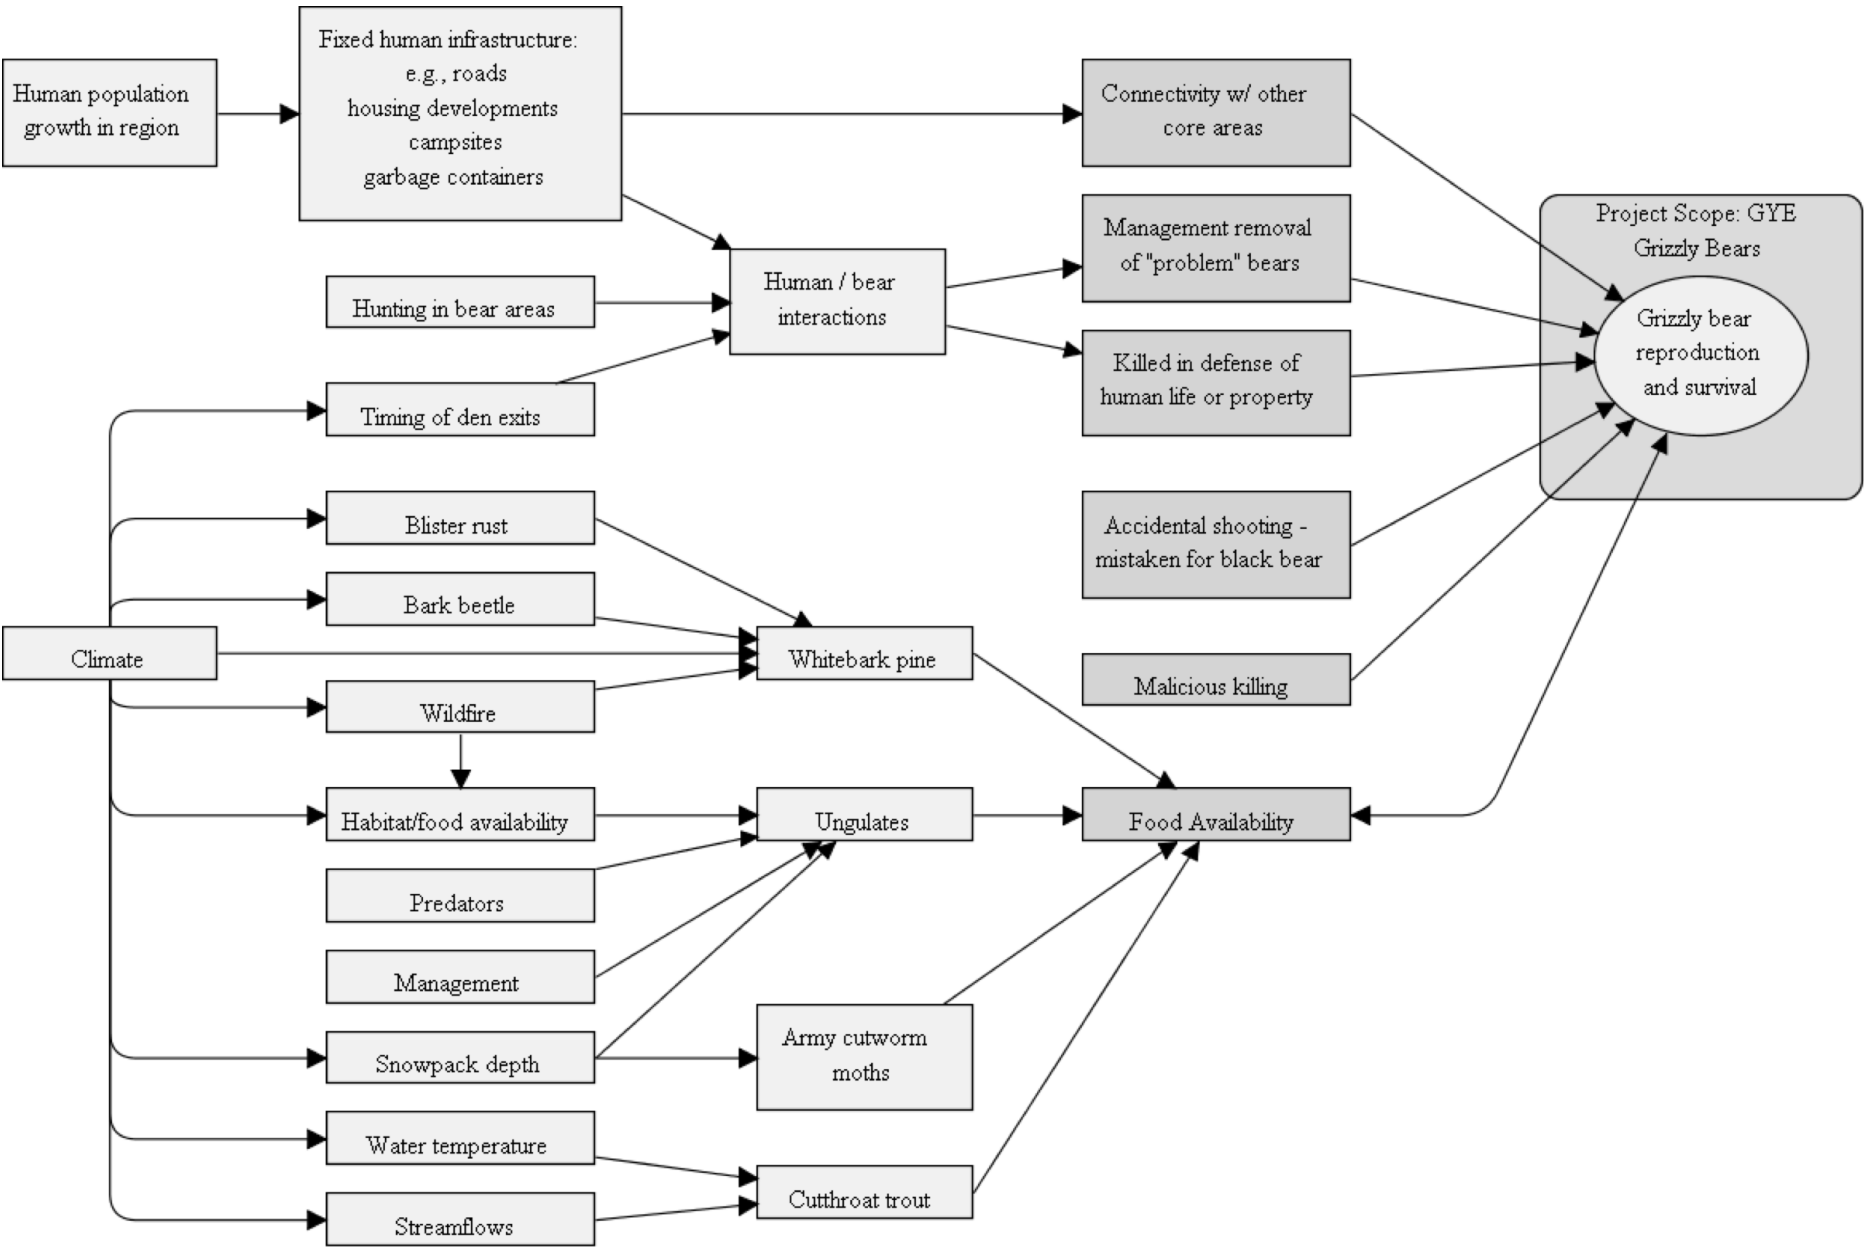 Human population
growth in region
Fixed human infrastructure:
e.g., roads
housing developments
campsites
garbage containers
Connectivity w/ other
core areas
Project Scope: GYE
Grizzly Bears
Grizzly bear
reproduction
and survival
Management removal
of "problem" bears
Human / bear
interactions
Hunting in bear areas
Killed in defense of
human life or property
Timing of den exits
Blister rust
Accidental shooting -
mistaken for black bear
Bark beetle
Climate
Whitebark pine
Malicious killing
Wildfire
Habitat/food availability
Ungulates
Food Availability
Predators
Management
Snowpack depth
Army cutworm
moths
Water temperature
Cutthroat trout
Streamflows